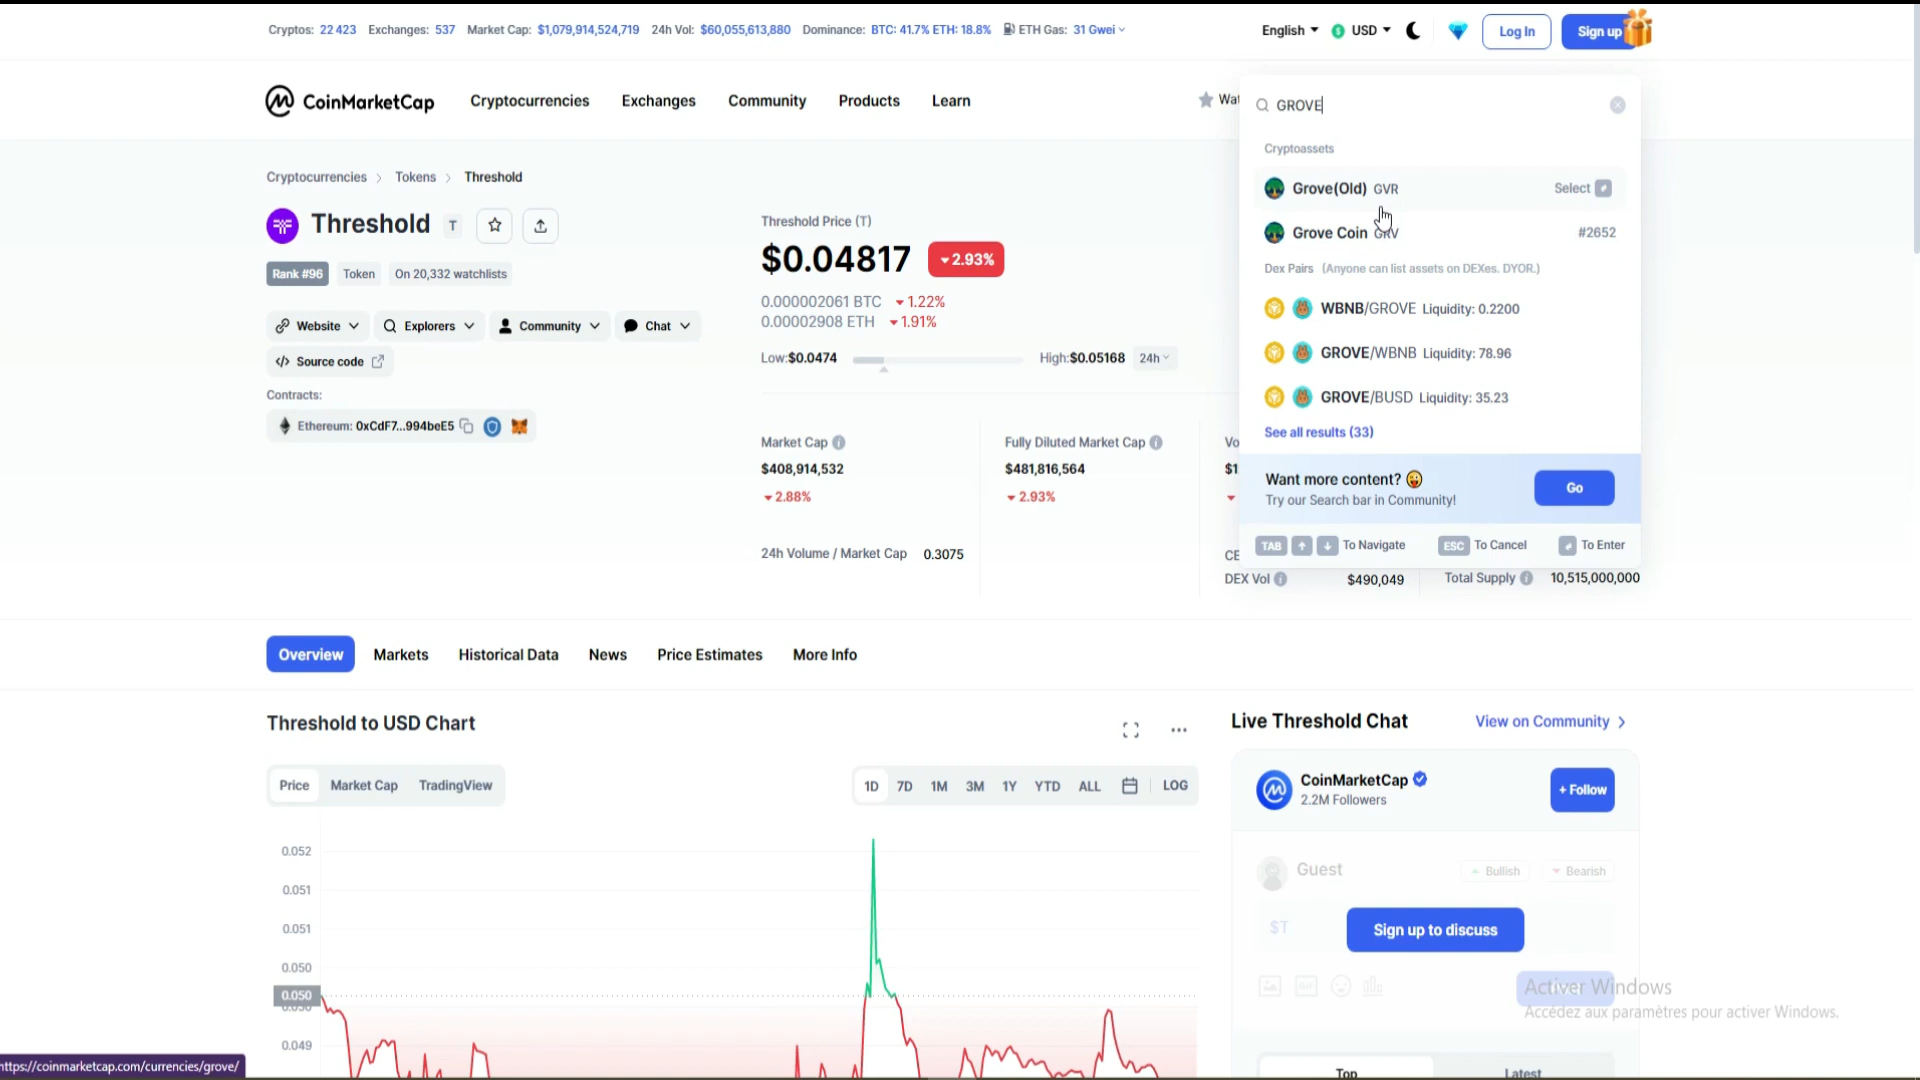 Cryptos: 22 423 Exchanges: 537 Market Cap: $1,079,914,524,719 24h Vol: $60,055,613,880 Dominance: BTC: 41.7% ETH: 18.8% ETH Gas: 31 Gwei
English USD Log In Sign up
CoinMarketCap Cryptocurrencies Exchanges Community Products Learn
GROVE
Cryptoassets
Grove(Old) GVR Select
Grove Coin GRV #2652
Dex Pairs (Anyone can list assets on DEXes. DYOR.)
WBNB/GROVE Liquidity: 0.2200
GROVE/WBNB Liquidity: 78.96
GROVE/BUSD Liquidity: 35.23
See all results (33)
Want more content?
Try our Search bar in Community!
Go
TAB To Navigate ESC To Cancel To Enter
Cryptocurrencies > Tokens > Threshold
Threshold T
Rank #96 Token On 20,332 watchlists
Website Explorers Community Chat
Source code
Contracts:
Ethereum: 0xCdF7...994beE5
Threshold Price (T)
$0.04817 2.93%
0.000002061 BTC 1.22%
0.00002908 ETH 1.91%
Low:$0.0474 High:$0.05168 24h
Market Cap
$408,914,532
2.88%
24h Volume / Market Cap 0.3075
Fully Diluted Market Cap
$481,816,564
2.93%
DEX Vol $490,049
Total Supply 10,515,000,000
Overview Markets Historical Data News Price Estimates More Info
Threshold to USD Chart
Price Market Cap TradingView
1D 7D 1M 3M 1Y YTD ALL LOG
0.052
0.051
0.051
0.050
0.050
0.049
Live Threshold Chat View on Community >
CoinMarketCap
2.2M Followers
+ Follow
Guest Bullish Bearish
$T
Sign up to discuss
Activer Windows
Accédez aux paramètres pour activer Windows.
Top Latest
https://coinmarketcap.com/currencies/grove/